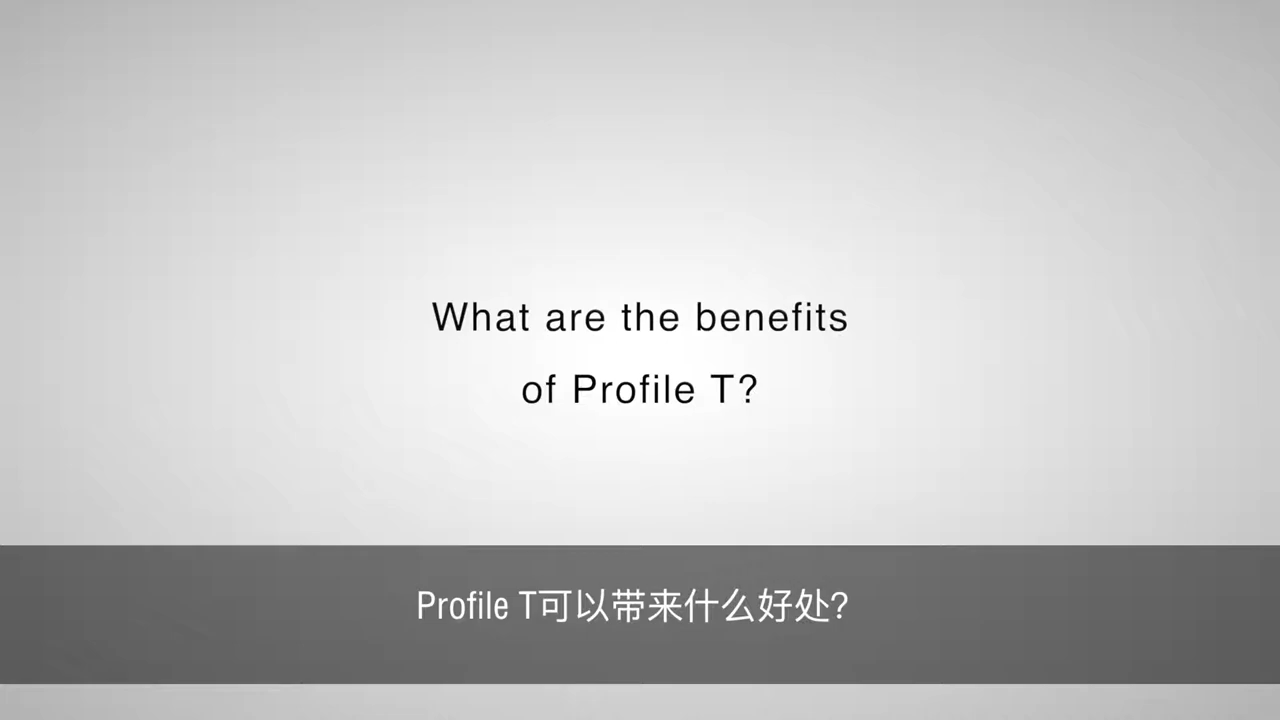 What are the benefits
of Profile T?
Profile T可以带来什么好处?